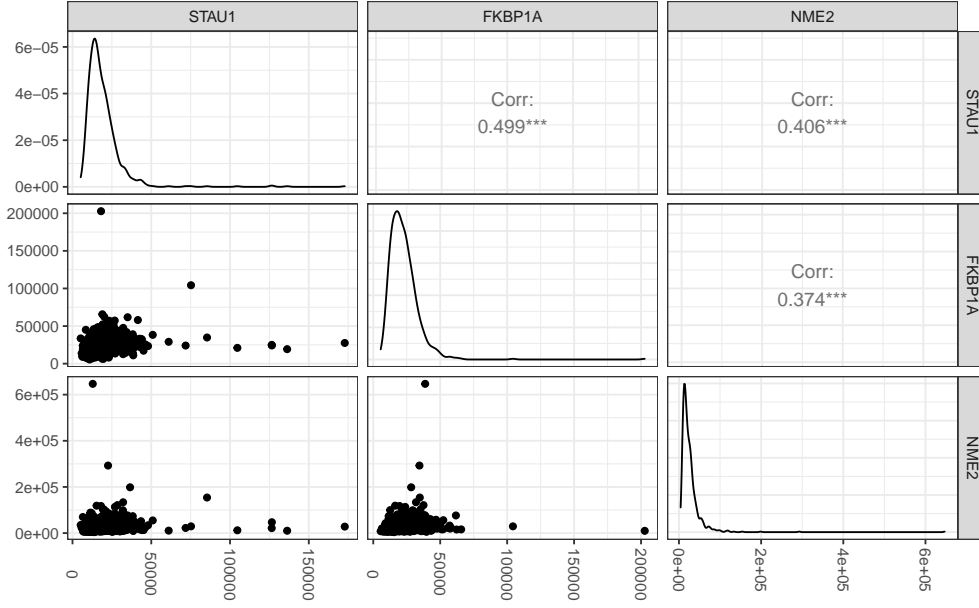 STAU1
FKBP1A
NME2
6e−05
4e−05
2e−05
0e+00
Corr:
0.499***
Corr:
0.406***
STAU1
200000
150000
100000
50000
0
Corr:
0.374***
FKBP1A
6e+05
4e+05
2e+05
0e+00
NME2
0
50000
100000
150000
0
50000
100000
150000
200000
0e+00
2e+05
4e+05
6e+05